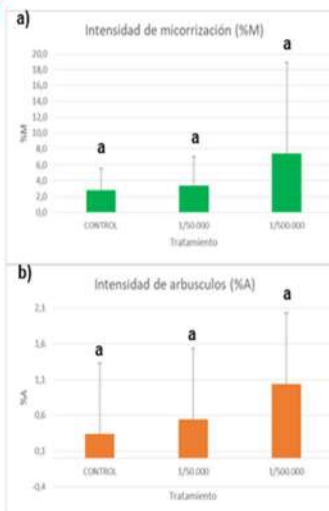 a)
Intensidad de micorrización (%M)
20,0
18,0
16,0
14,0
12,0
10,0
8,0
6,0
4,0
2,0
0,0
%M
a
a
a
CONTROL
1/50.000
1/500.000
Tratamiento
b)
Intensidad de arbusculos (%A)
2,1
1,6
1,1
0,6
0,1
-0,4
%A
a
a
a
CONTROL
1/50.000
1/500.000
Tratamiento